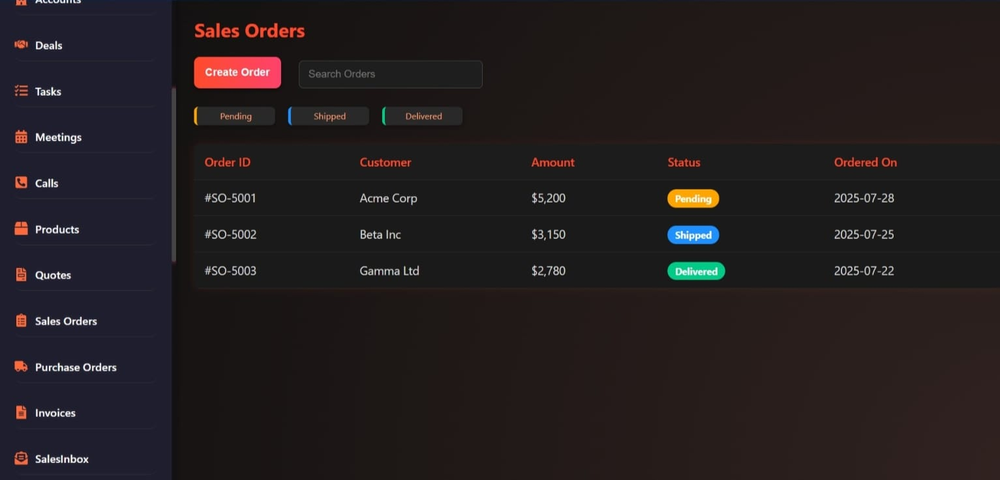 Accounts
Deals
Tasks
Meetings
Calls
Products
Quotes
Sales Orders
Purchase Orders
Invoices
SalesInbox
Sales Orders
Create Order
Search Orders
Pending Shipped Delivered
Order ID Customer Amount Status Ordered On
#SO-5001 Acme Corp $5,200 Pending 2025-07-28
#SO-5002 Beta Inc $3,150 Shipped 2025-07-25
#SO-5003 Gamma Ltd $2,780 Delivered 2025-07-22